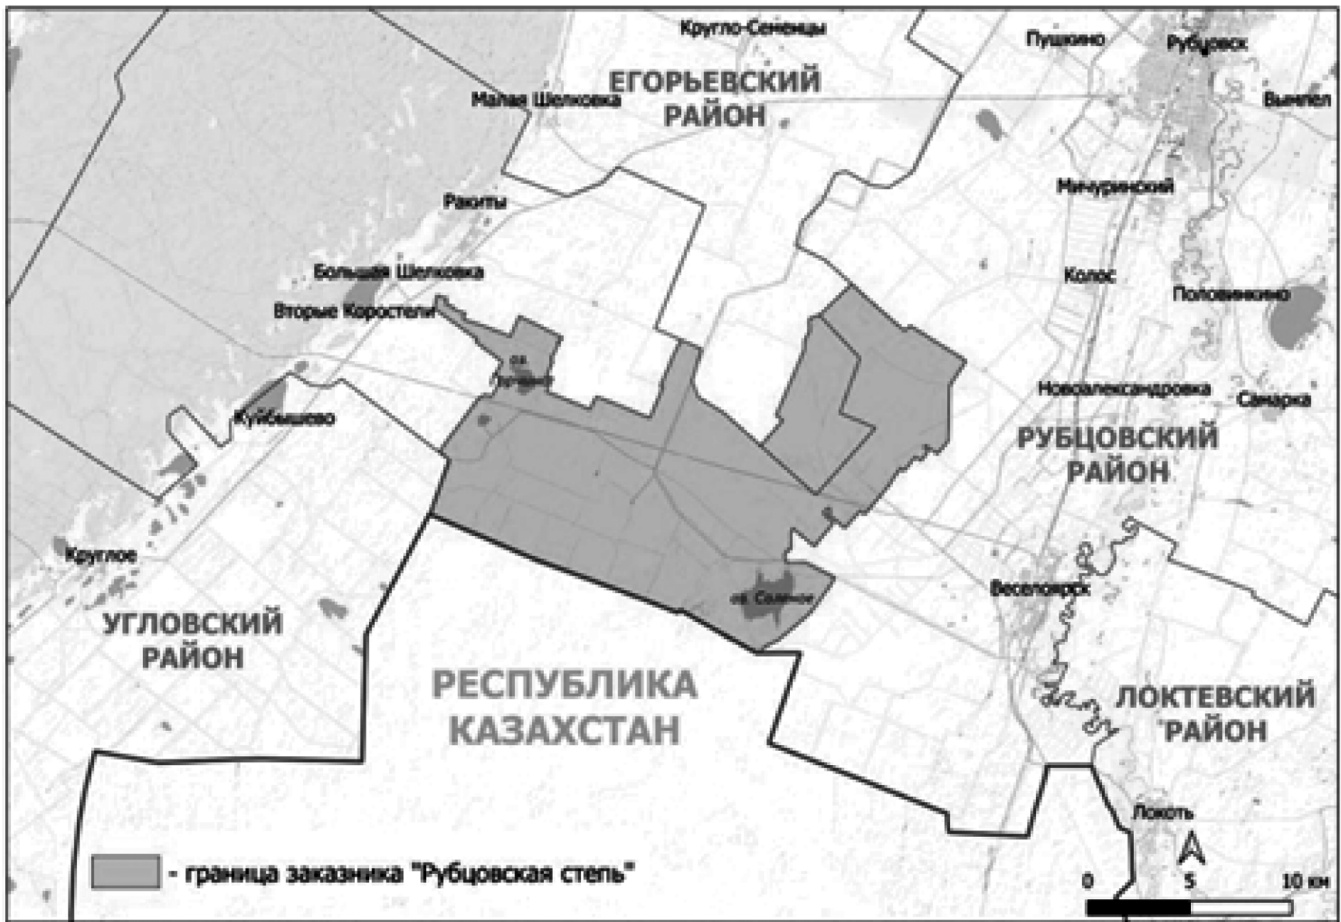 Кругло-Семенцы
Пушкино
Рубцовск
ЕГОРЬЕВСКИЙ
РАЙОН
Малая Шелковка
Вымпел
Мичуринский
Ракиты
Большая Шелковка
Колос
Половинкино
Вторые Коростели
оз.
Новоалександровка
Самарка
Куйбышево
РУБЦОВСКИЙ
РАЙОН
Круглое
Веселоярск
оз. Соленое
УГЛОВСКИЙ
РАЙОН
РЕСПУБЛИКА
КАЗАХСТАН
ЛОКТЕВСКИЙ
РАЙОН
Локоть
- граница заказника "Рубцовская степь"
0 5 10 км